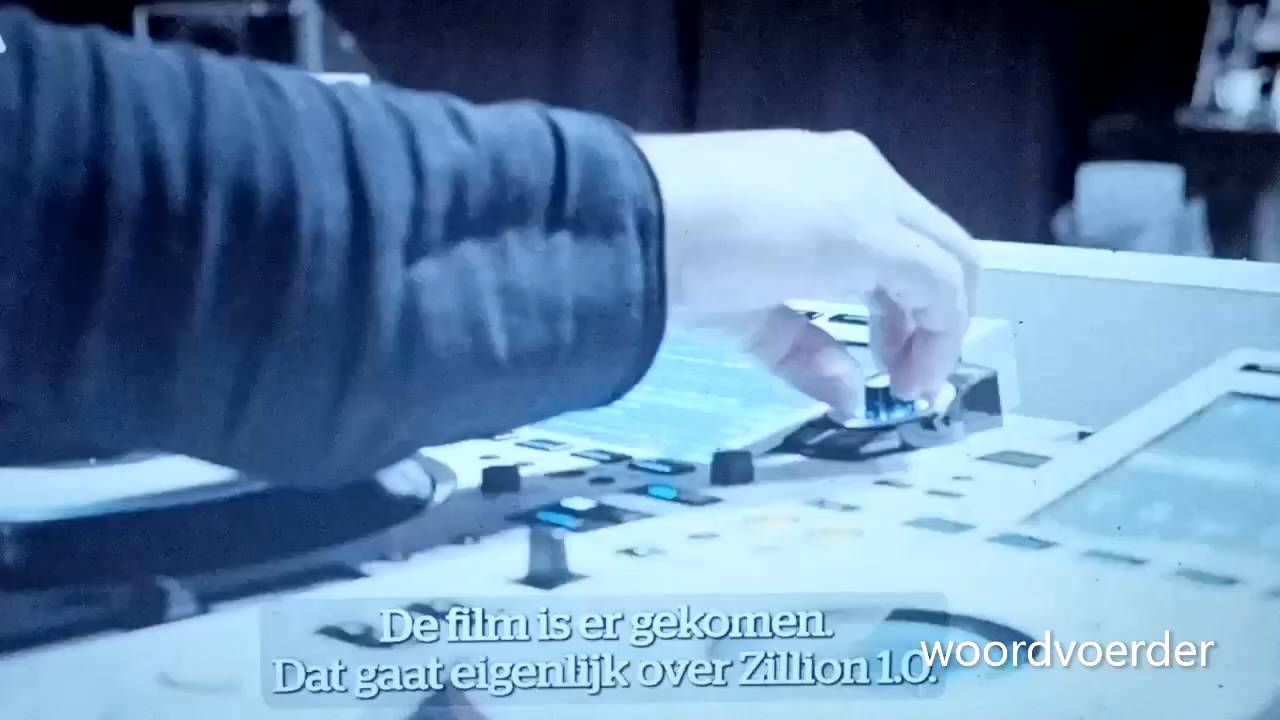 De film is er gekomen.
Dat gaat eigenlijk over Zillion 1.0.
woordvoerder